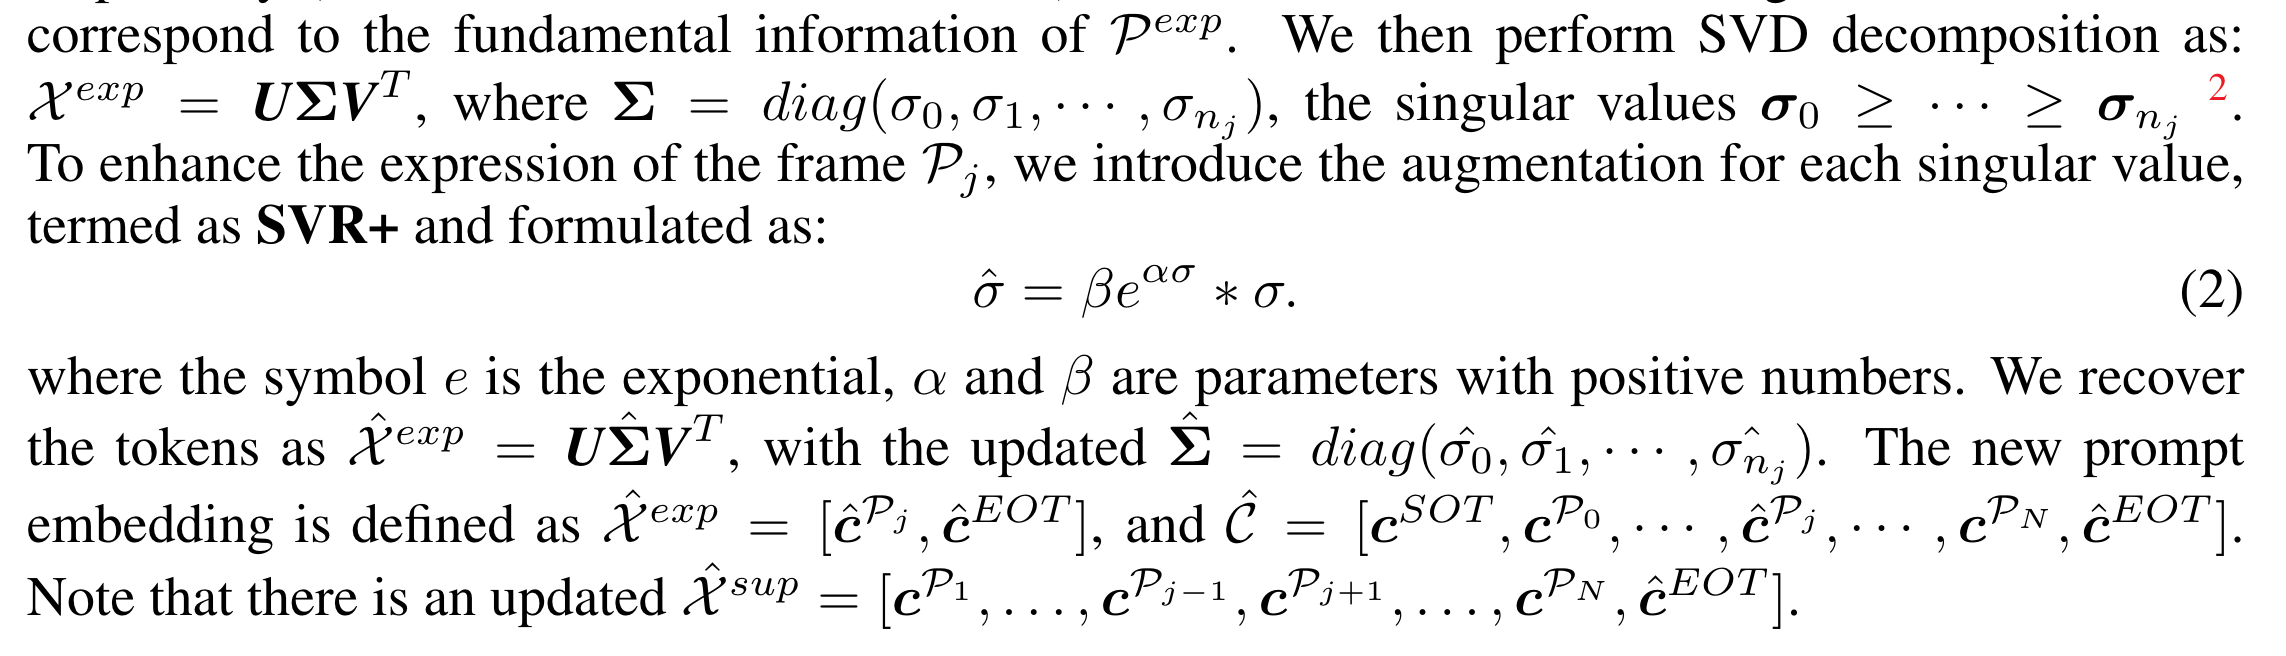 correspond to the fundamental information of 𝒫^{exp}. We then perform SVD decomposition as:
𝒳^{exp} = UΣV^T, where Σ = diag(σ_0, σ_1, ⋯ , σ_{n_j}), the singular values σ_0 ≥ ⋯ ≥ σ_{n_j} ^2.
To enhance the expression of the frame 𝒫_j, we introduce the augmentation for each singular value,
termed as SVR+ and formulated as:
σ̂ = βe^{ασ} * σ. (2)
where the symbol e is the exponential, α and β are parameters with positive numbers. We recover
the tokens as 𝒳̂^{exp} = UΣ̂V^T, with the updated Σ̂ = diag(σ̂_0, σ̂_1, ⋯ , σ̂_{n_j}). The new prompt
embedding is defined as 𝒳̂^{exp} = [ĉ^{𝒫_j}, ĉ^{EOT}], and 𝒞̂ = [c^{SOT}, c^{𝒫_0}, ⋯ , ĉ^{𝒫_j}, ⋯ , c^{𝒫_N}, ĉ^{EOT}].
Note that there is an updated 𝒳̂^{sup} = [c^{𝒫_1}, . . . , c^{𝒫_{j−1}}, c^{𝒫_{j+1}}, . . . , c^{𝒫_N}, ĉ^{EOT}].